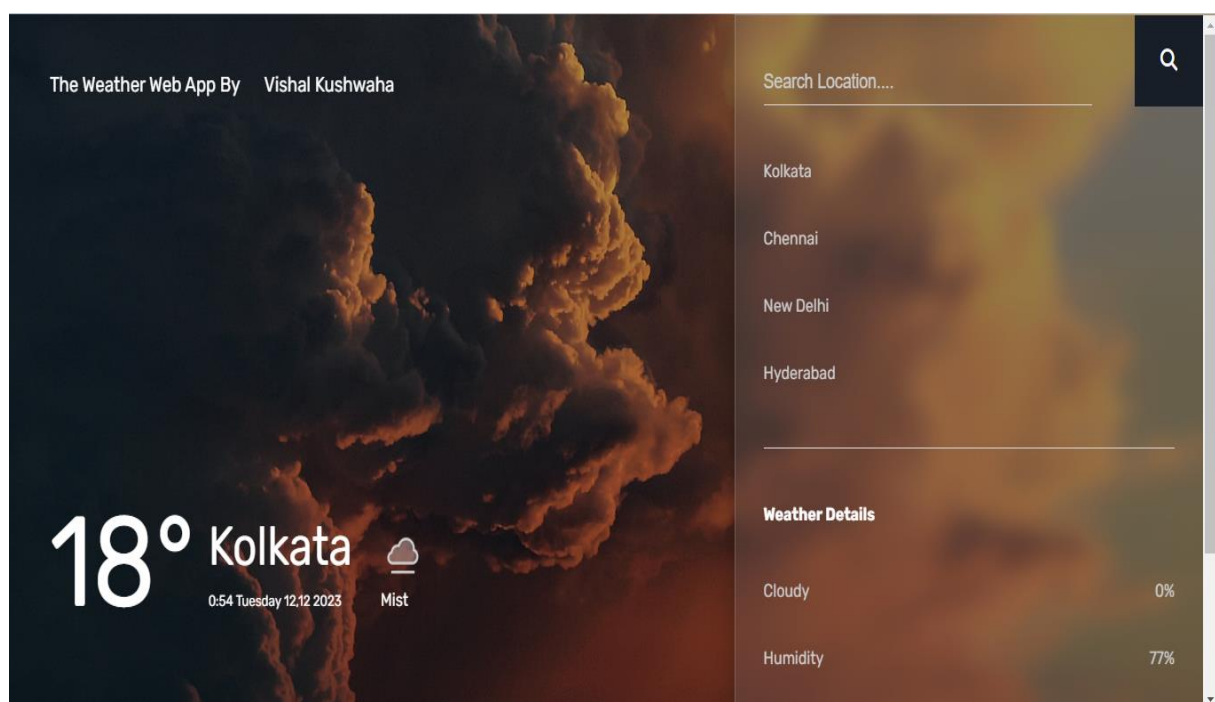 The Weather Web App By Vishal Kushwaha
18° Kolkata
0:54 Tuesday 12,12 2023
Mist
Search Location....
Kolkata
Chennai
New Delhi
Hyderabad
Weather Details
Cloudy 0%
Humidity 77%